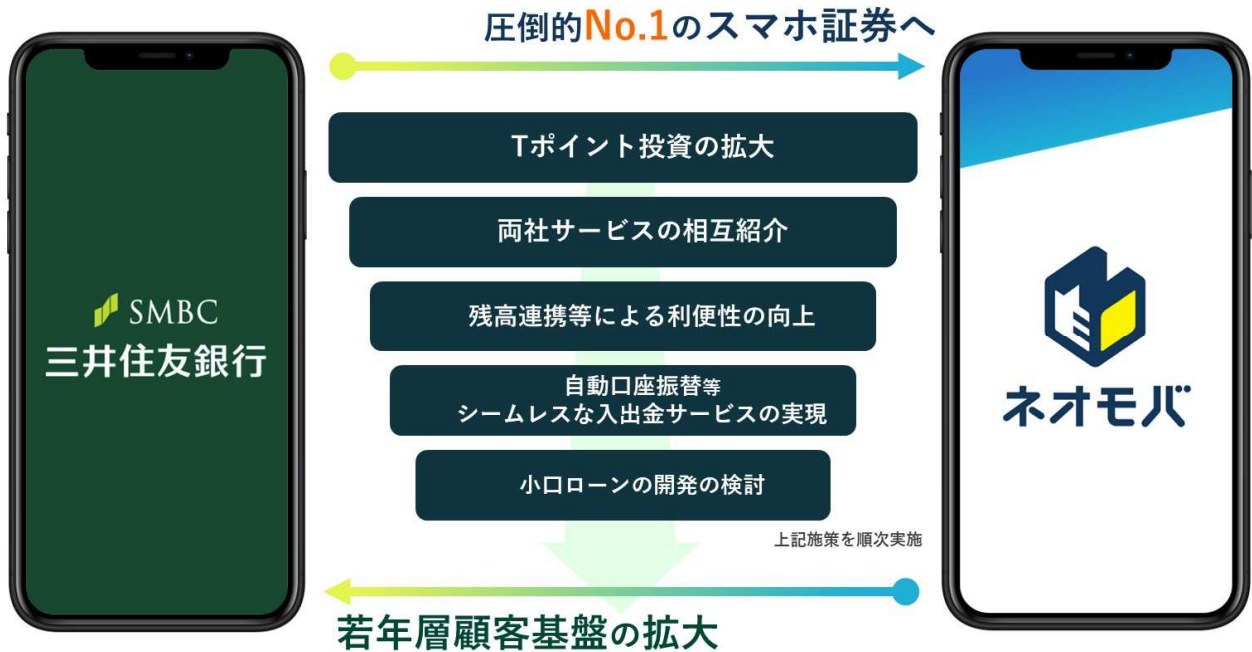 圧倒的No.1のスマホ証券へ
Tポイント投資の拡大
両社サービスの相互紹介
残高連携等による利便性の向上
自動口座振替等
シームレスな入出金サービスの実現
小口ローンの開発の検討
上記施策を順次実施
若年層顧客基盤の拡大
SMBC
三井住友銀行
ネオモバ